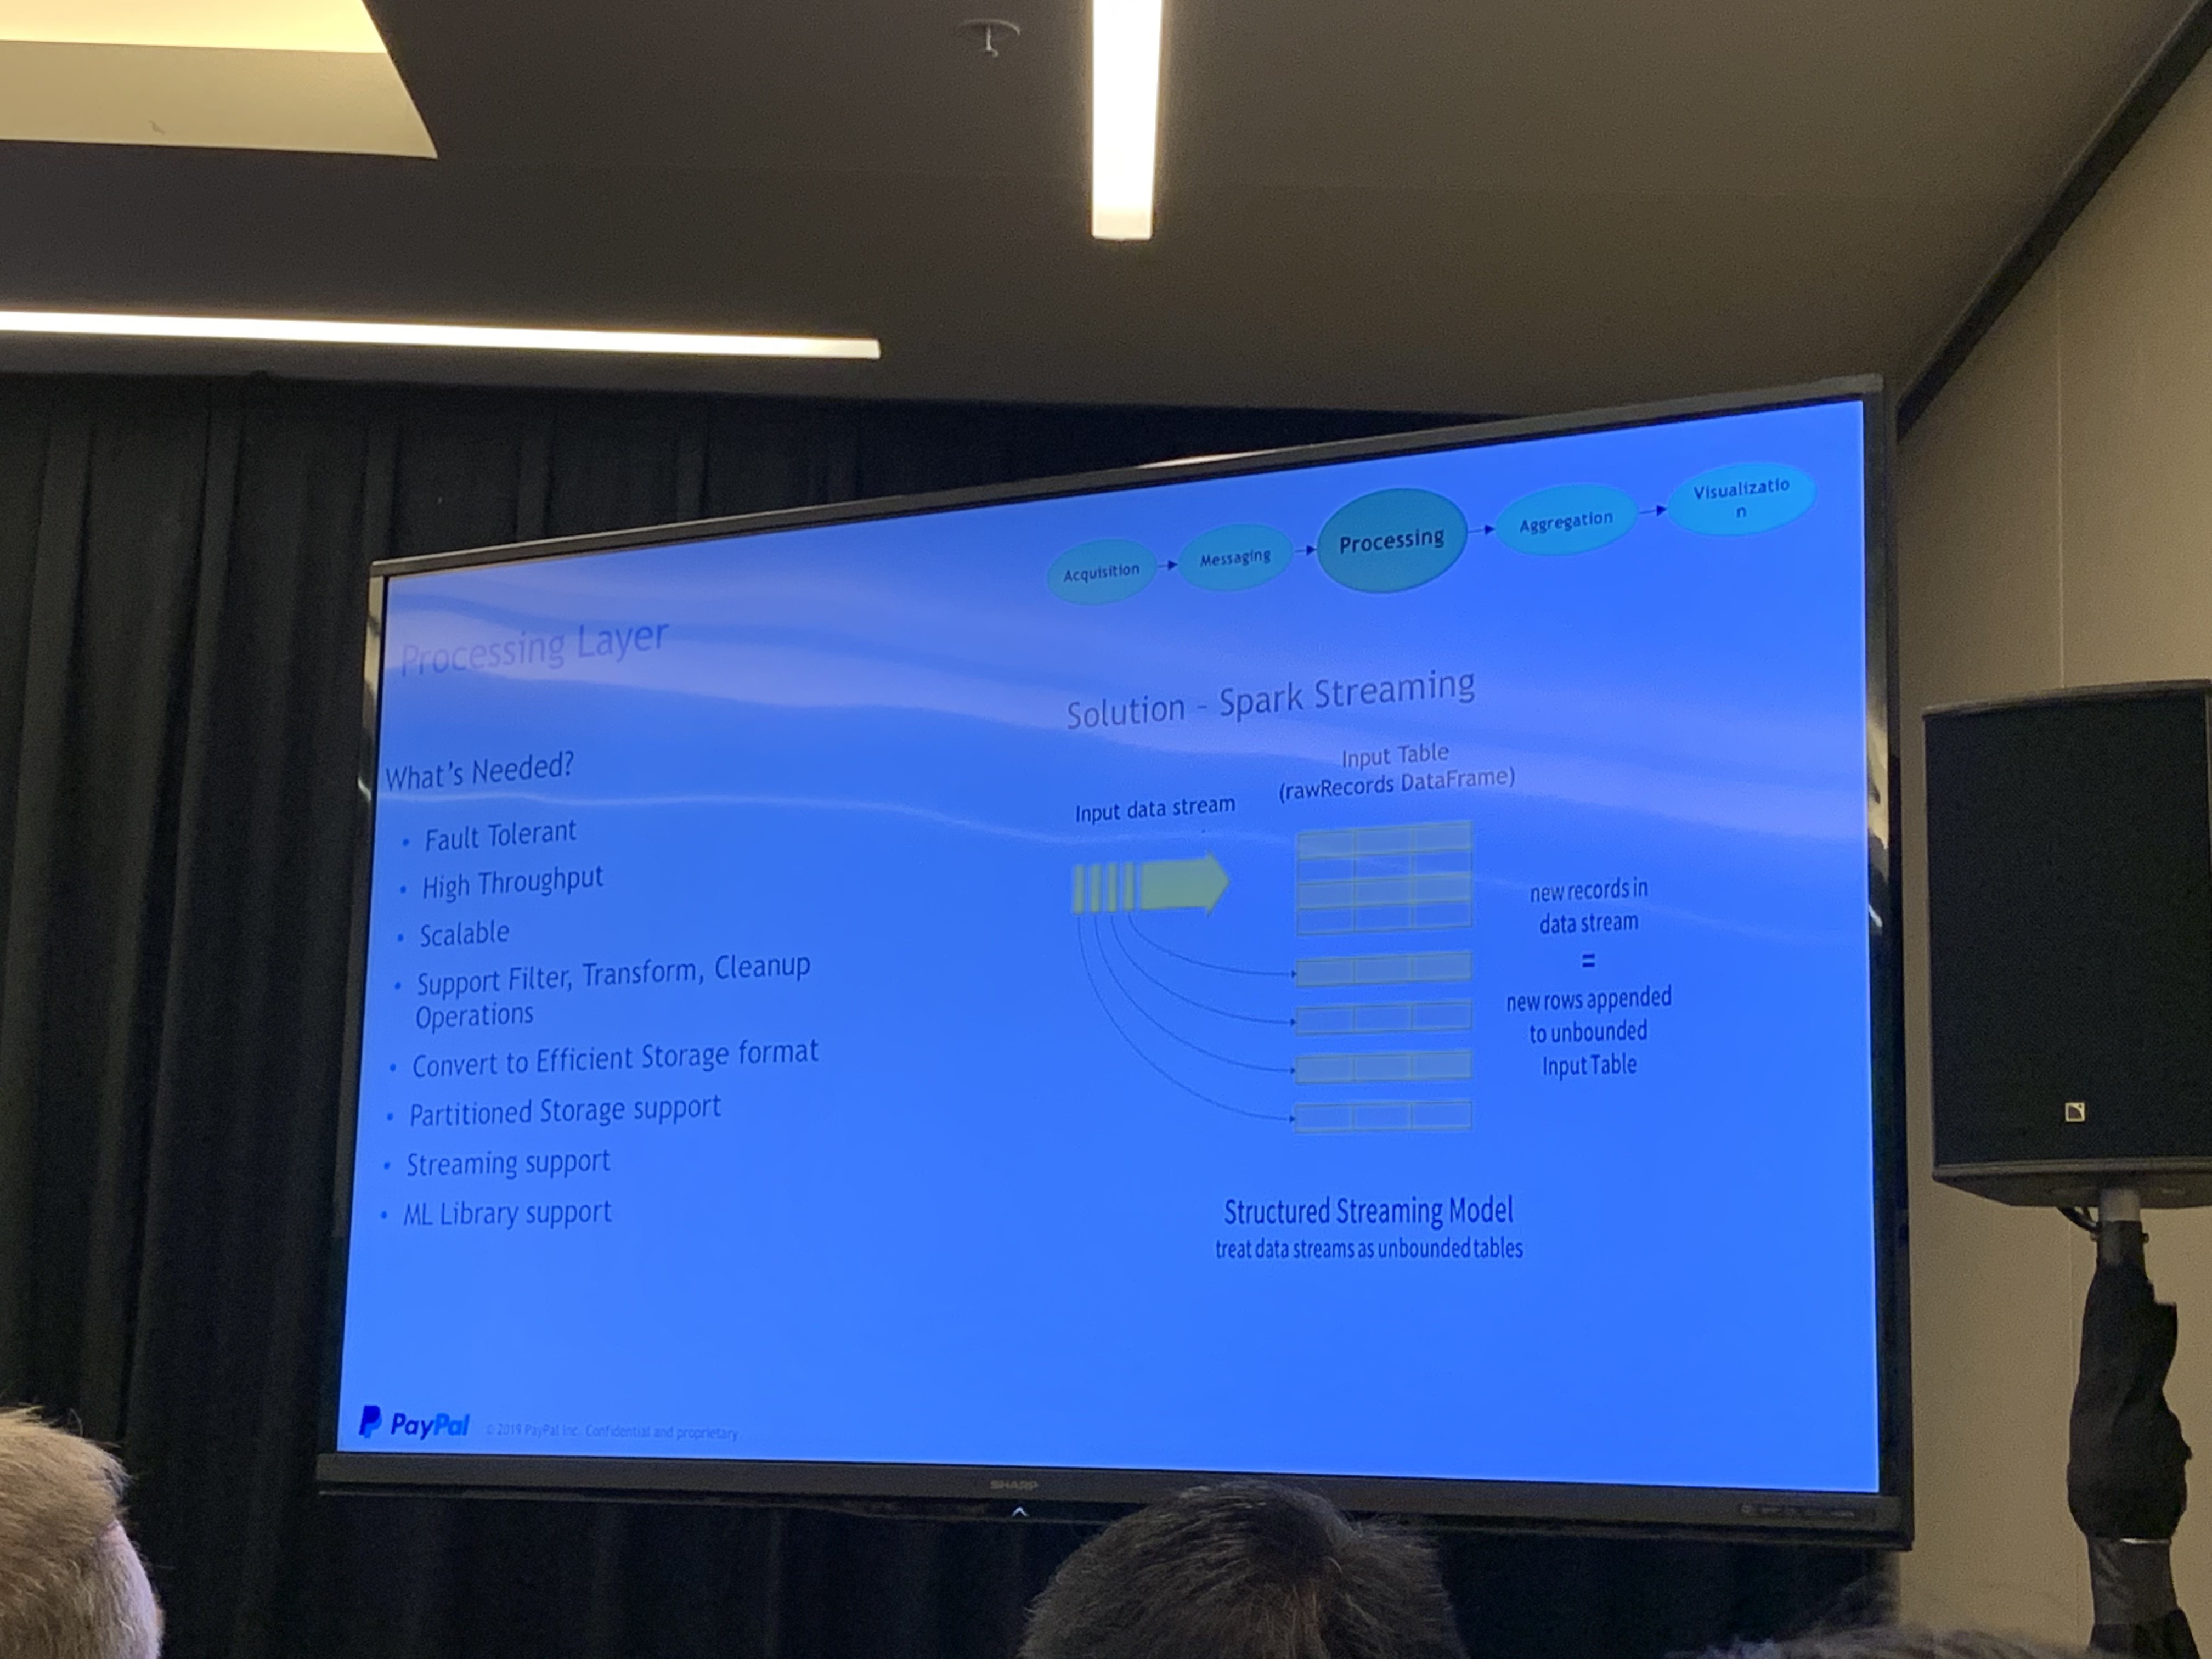 Acquisition
Messaging
Processing
Aggregation
Visualizatio
n
Processing Layer
What's Needed?
• Fault Tolerant
• High Throughput
• Scalable
• Support Filter, Transform, Cleanup
Operations
• Convert to Efficient Storage format
• Partitioned Storage support
• Streaming support
• ML Library support
Solution - Spark Streaming
Input data stream
Input Table
(rawRecords DataFrame)
new records in
data stream
=
new rows appended
to unbounded
Input Table
Structured Streaming Model
treat data streams as unbounded tables
PayPal
© 2019 PayPal Inc. Confidential and proprietary.
SHARP